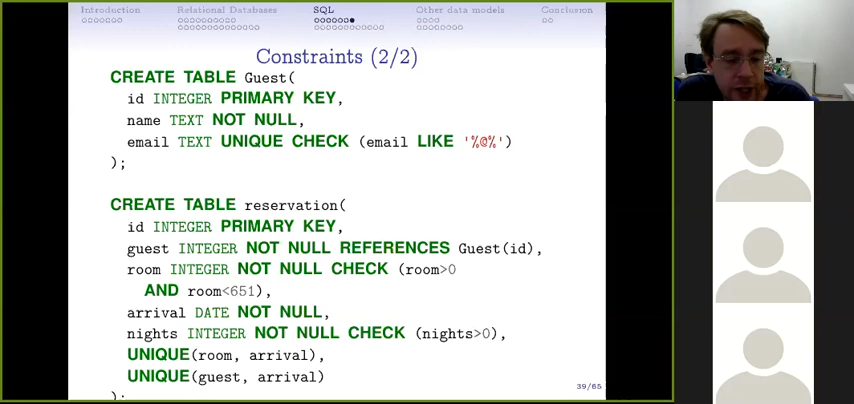 Introduction Relational Databases SQL Other data models Conclusion
Constraints (2/2)
CREATE TABLE Guest(
id INTEGER PRIMARY KEY,
name TEXT NOT NULL,
email TEXT UNIQUE CHECK (email LIKE '%@%')
);
CREATE TABLE reservation(
id INTEGER PRIMARY KEY,
guest INTEGER NOT NULL REFERENCES Guest(id),
room INTEGER NOT NULL CHECK (room>0
AND room<651),
arrival DATE NOT NULL,
nights INTEGER NOT NULL CHECK (nights>0),
UNIQUE(room, arrival),
UNIQUE(guest, arrival)
);
39/65